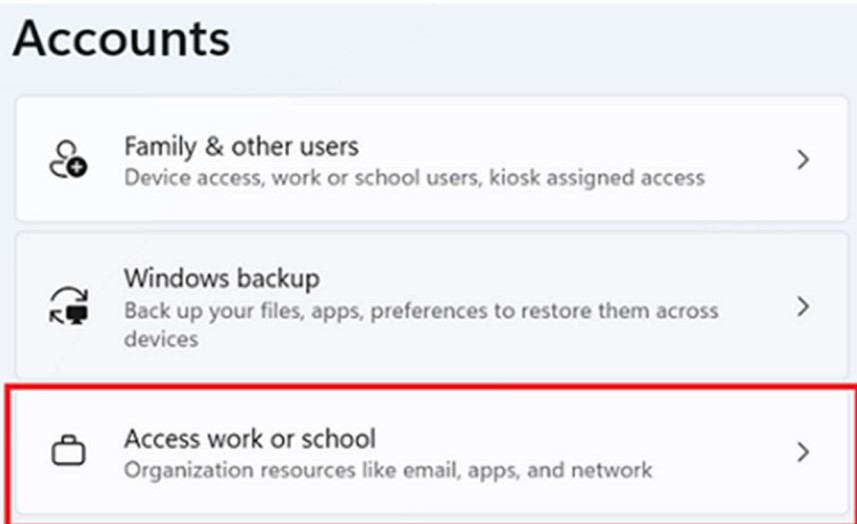 Accounts
Family & other users
Device access, work or school users, kiosk assigned access
Windows backup
Back up your files, apps, preferences to restore them across
devices
Access work or school
Organization resources like email, apps, and network